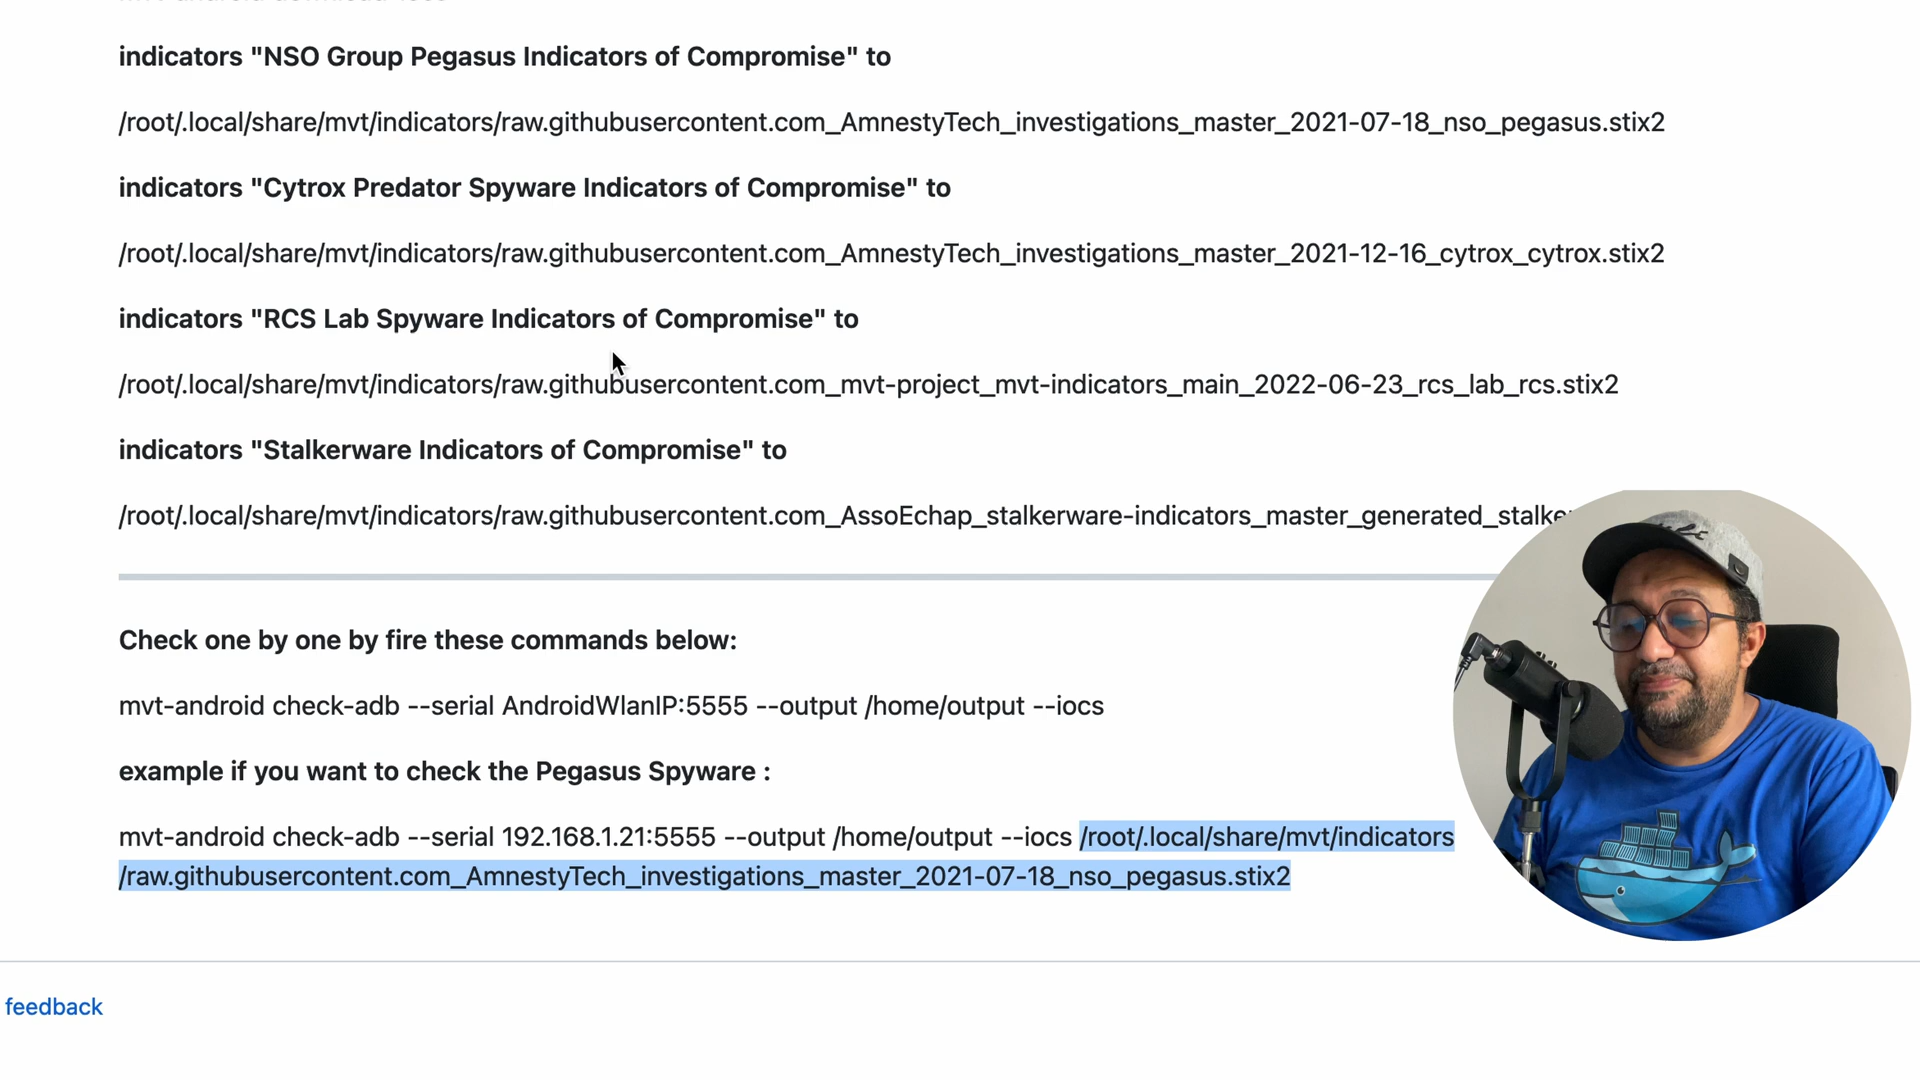 indicators "NSO Group Pegasus Indicators of Compromise" to
/root/.local/share/mvt/indicators/raw.githubusercontent.com_AmnestyTech_investigations_master_2021-07-18_nso_pegasus.stix2
indicators "Cytrox Predator Spyware Indicators of Compromise" to
/root/.local/share/mvt/indicators/raw.githubusercontent.com_AmnestyTech_investigations_master_2021-12-16_cytrox_cytrox.stix2
indicators "RCS Lab Spyware Indicators of Compromise" to
/root/.local/share/mvt/indicators/raw.githubusercontent.com_mvt-project_mvt-indicators_main_2022-06-23_rcs_lab_rcs.stix2
indicators "Stalkerware Indicators of Compromise" to
/root/.local/share/mvt/indicators/raw.githubusercontent.com_AssoEchap_stalkerware-indicators_master_generated_stalke
Check one by one by fire these commands below:
mvt-android check-adb --serial AndroidWlanIP:5555 --output /home/output --iocs
example if you want to check the Pegasus Spyware :
mvt-android check-adb --serial 192.168.1.21:5555 --output /home/output --iocs /root/.local/share/mvt/indicators
/raw.githubusercontent.com_AmnestyTech_investigations_master_2021-07-18_nso_pegasus.stix2
feedback